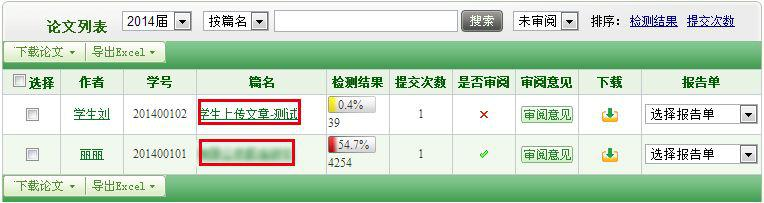 论文列表 2014届 按篇名 搜索 未审阅 排序： 检测结果 提交次数
下载论文 导出Excel
选择 作者 学号 篇名 检测结果 提交次数 是否审阅 审阅意见 下载 报告单
学生刘 201400102 学生上传文章-测试 0.4% 1 审阅意见 选择报告单
39
丽丽 201400101 54.7% 1 审阅意见 选择报告单
4254
下载论文 导出Excel